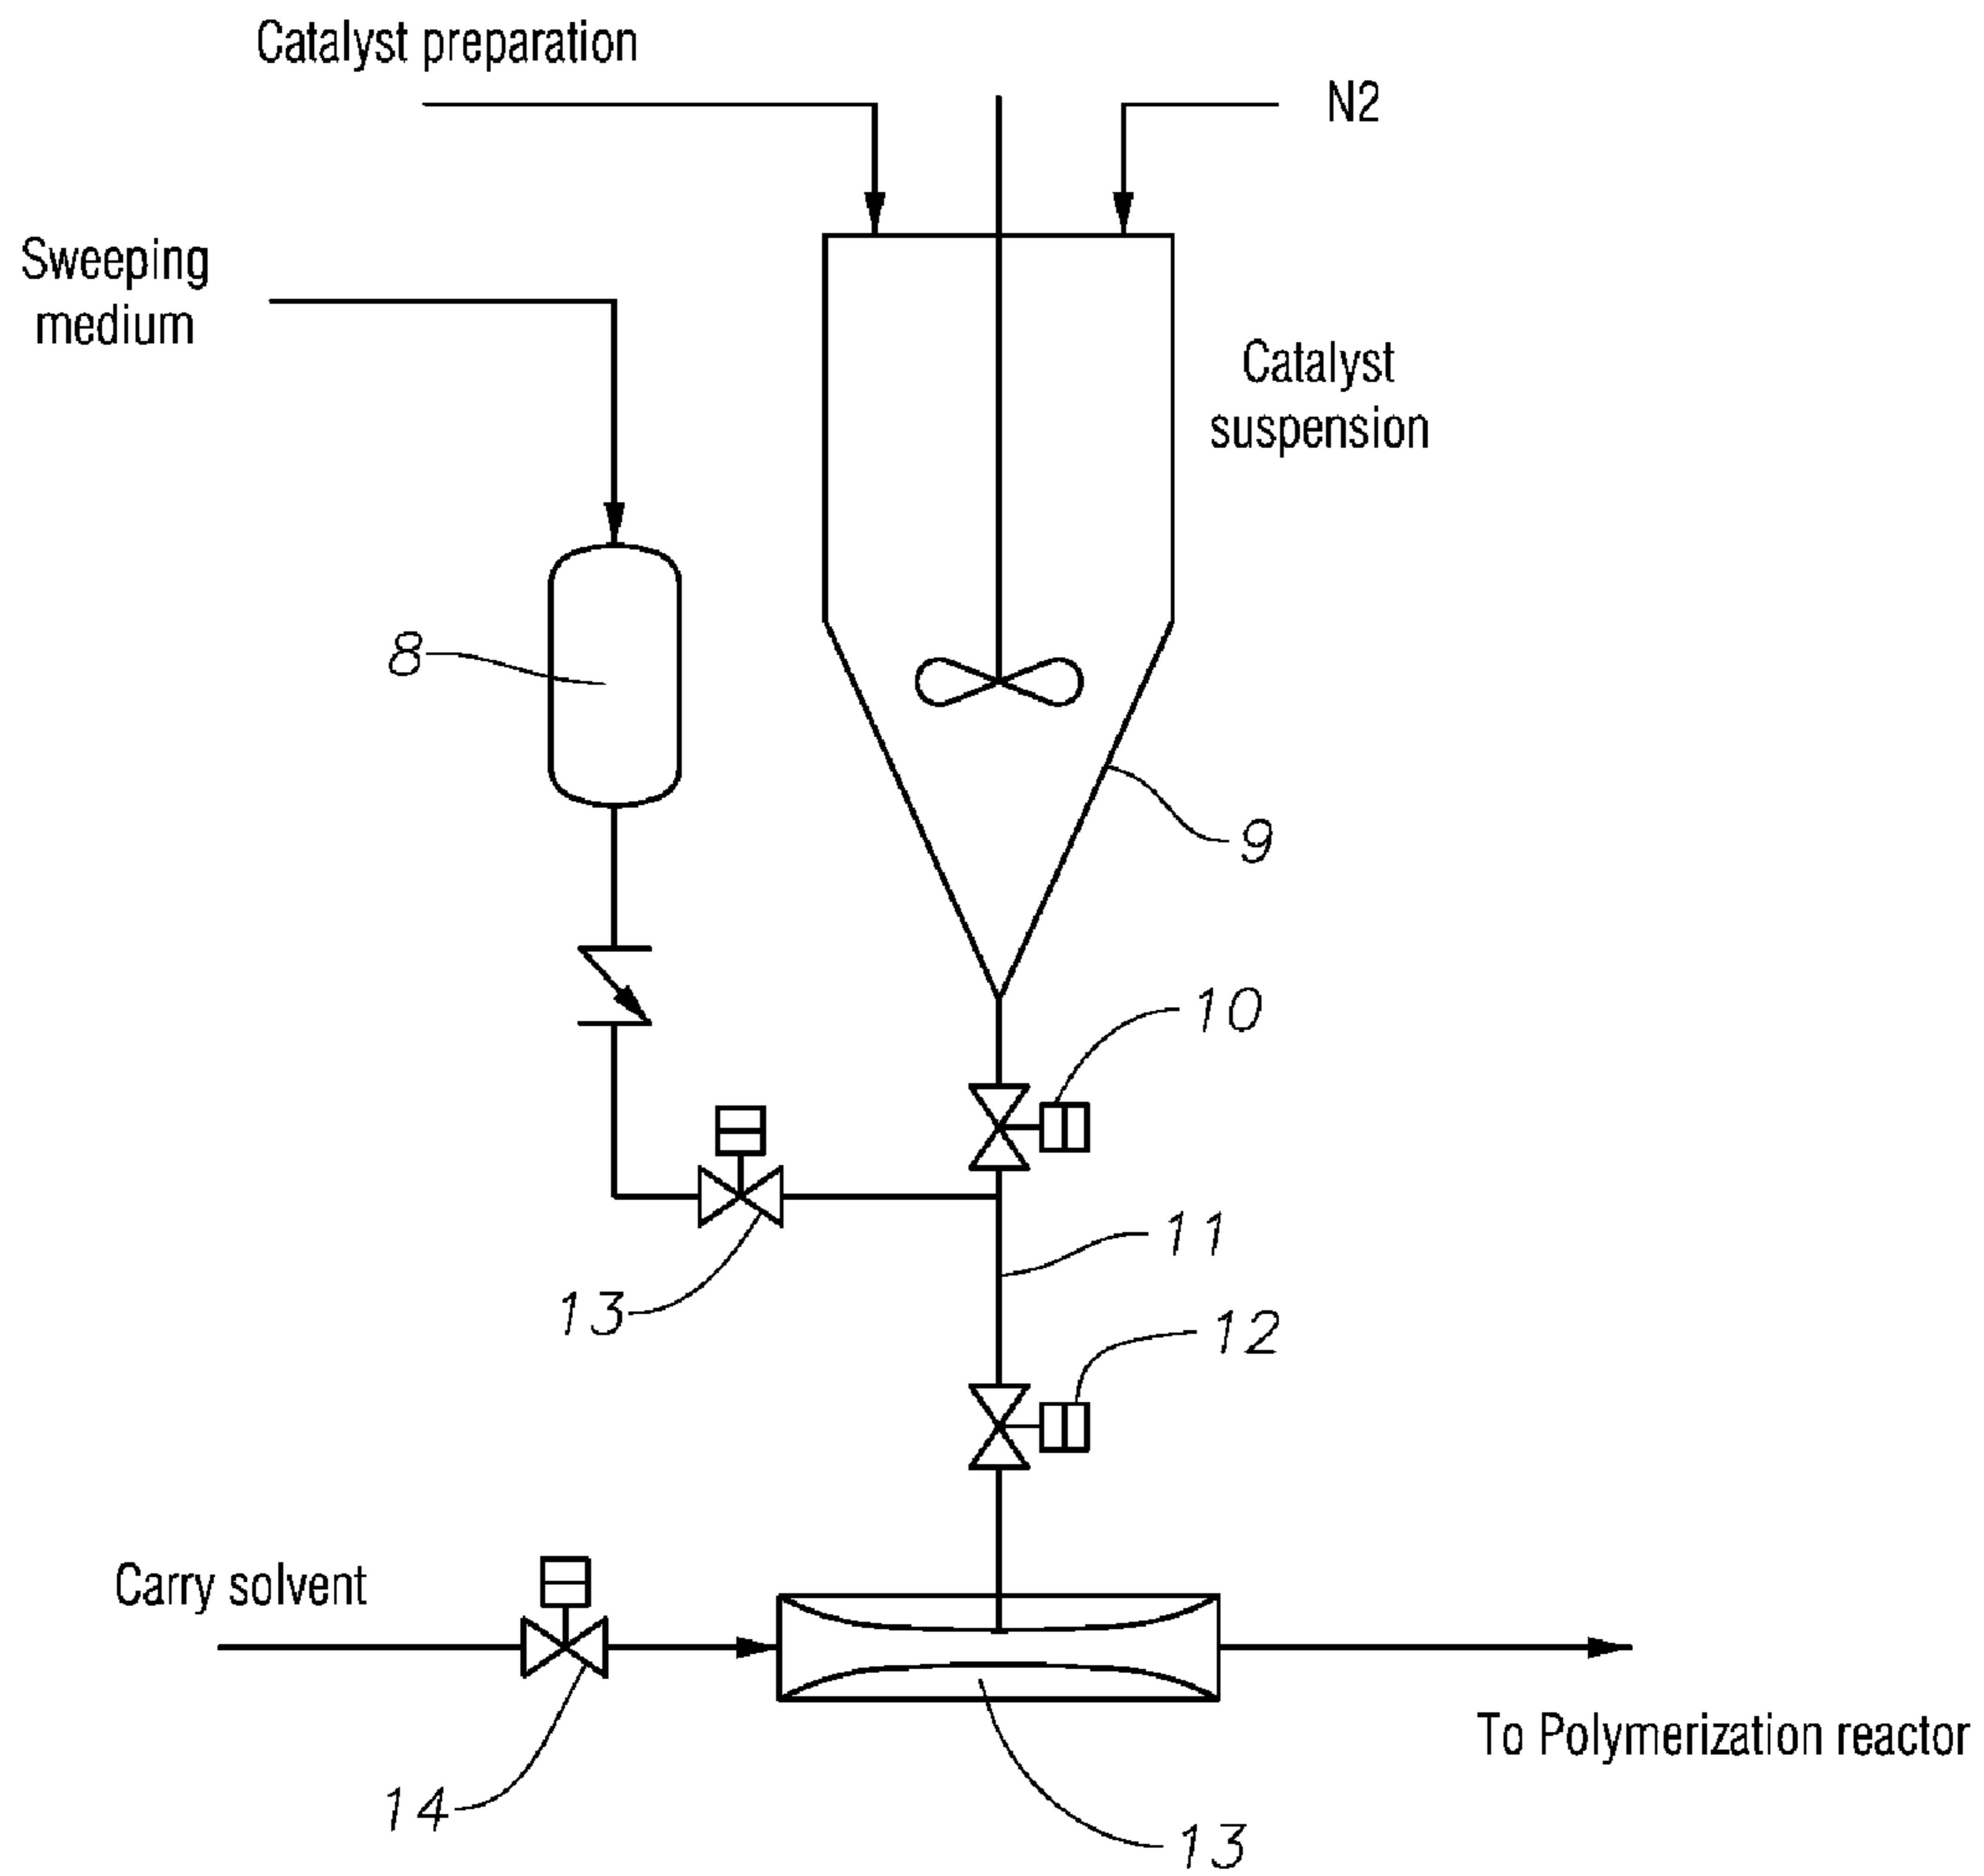 Catalyst preparation
N2
Sweeping
medium
Catalyst
suspension
8
9
10
11
13
12
Carry solvent
To Polymerization reactor
14
13